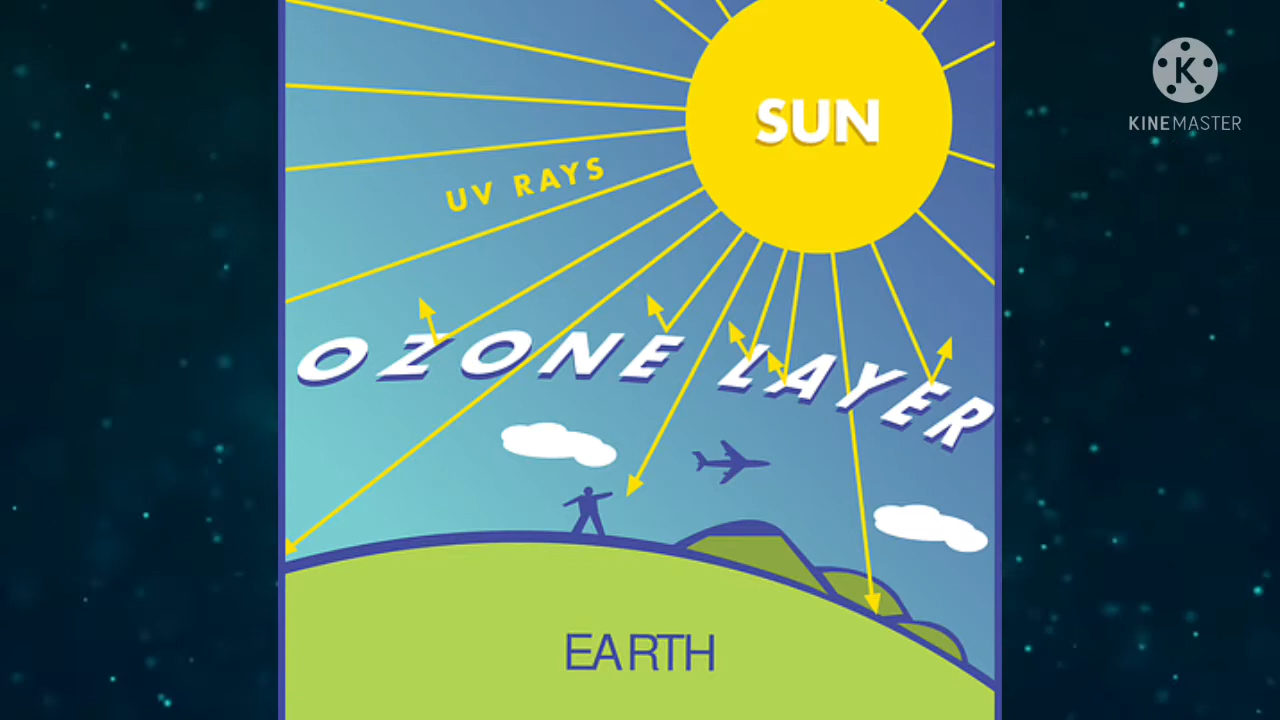 SUN
KINEMASTER
UV RAYS
OZONE LAYER
EARTH